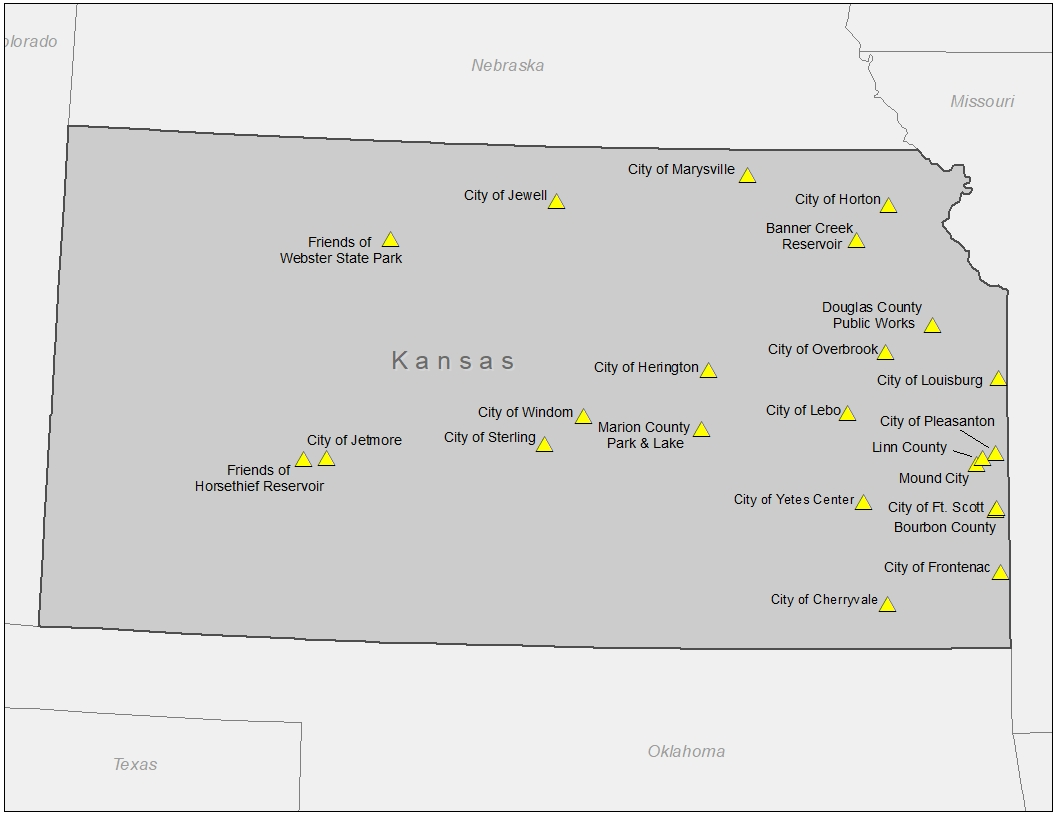 olorado
Nebraska
Missouri
City of Marysville
City of Jewell
City of Horton
Banner Creek
Reservoir
Friends of
Webster State Park
Douglas County
Public Works
City of Overbrook
Kansas
City of Herington
City of Louisburg
City of Windom
City of Lebo
City of Pleasanton
Marion County
Park & Lake
City of Sterling
City of Jetmore
Linn County
Friends of
Horsethief Reservoir
Mound City
City of Yetes Center
City of Ft. Scott
Bourbon County
City of Frontenac
City of Cherryvale
Oklahoma
Texas